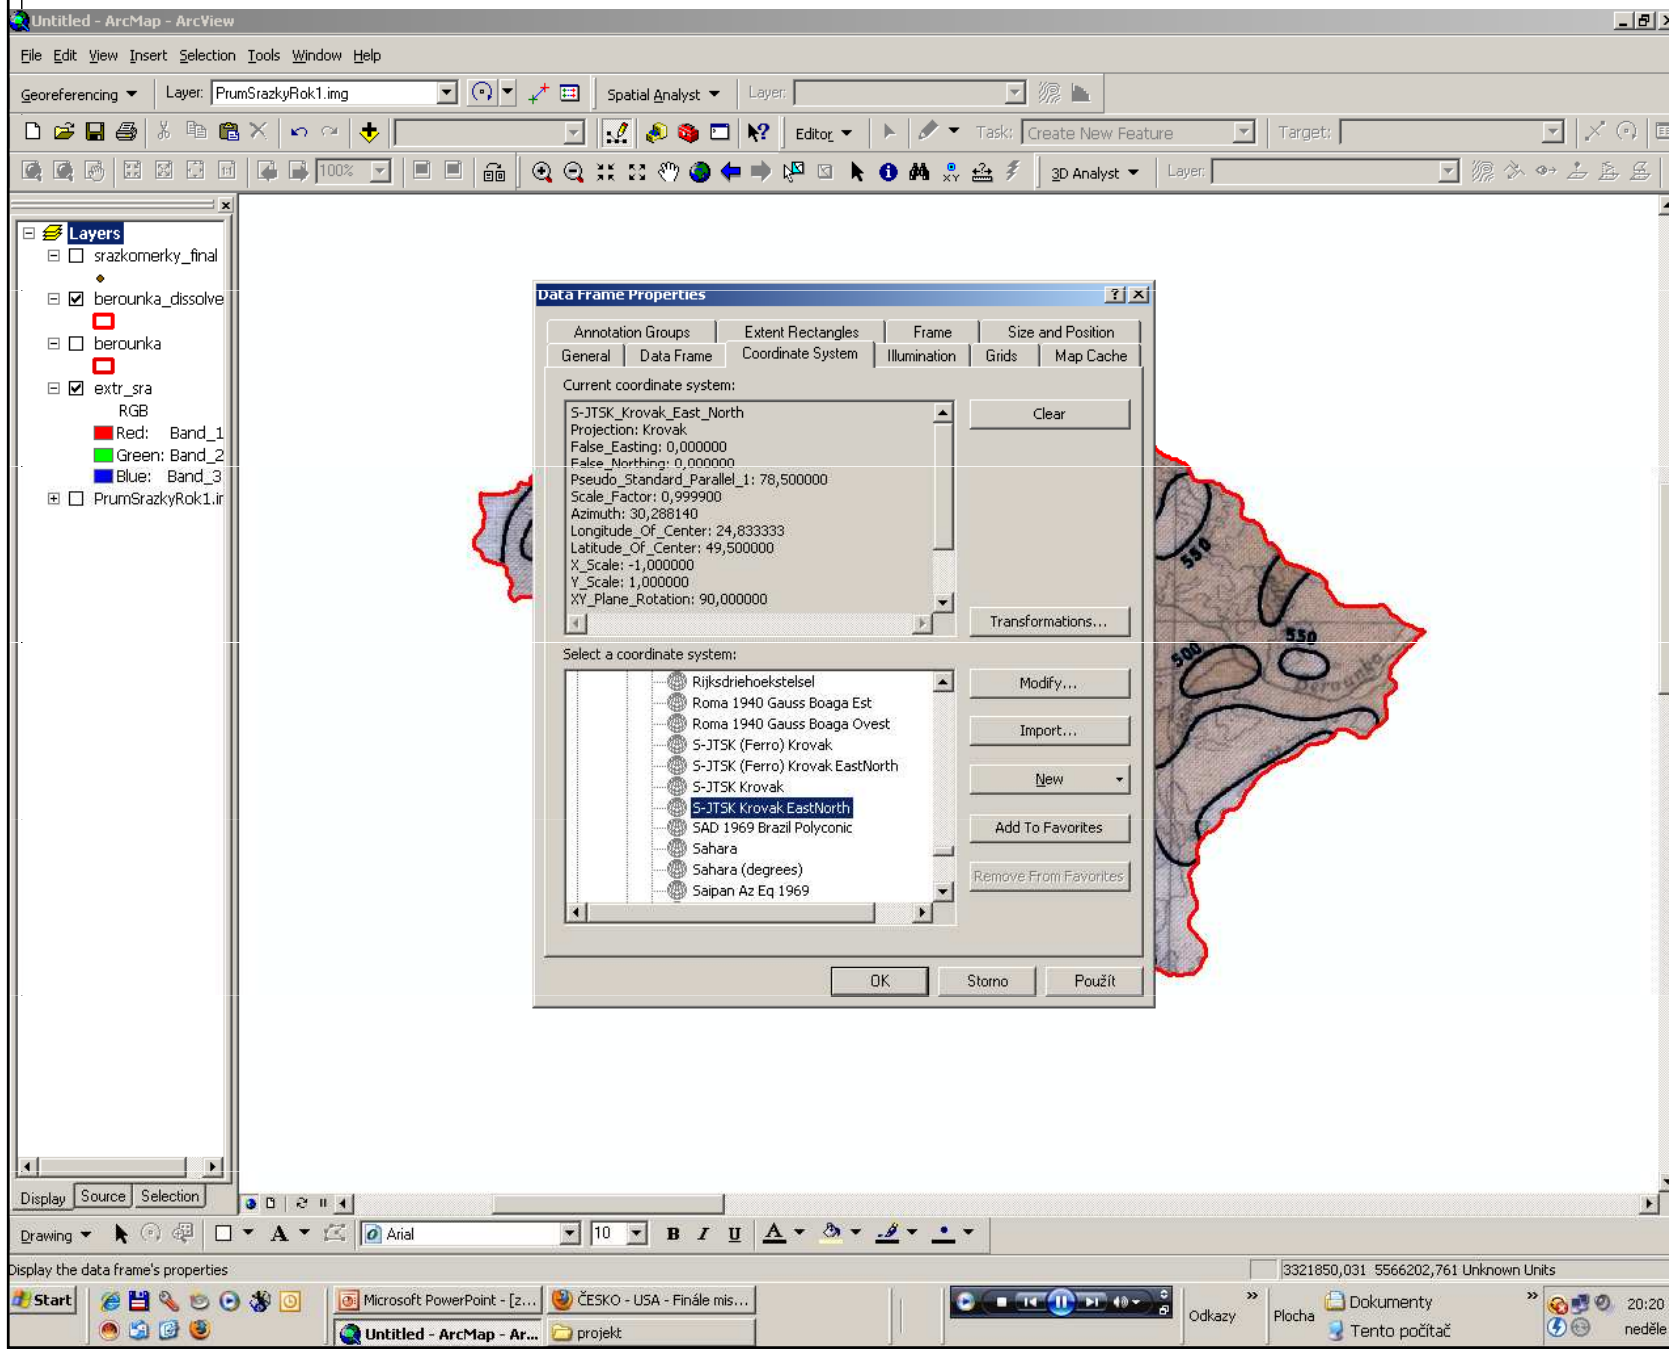 Untitled - ArcMap - ArcView
File Edit View Insert Selection Tools Window Help
Georeferencing Layer: PrumSrazkyRok1.img Spatial Analyst Layer:
Editor Task: Create New Feature Target:
100% 3D Analyst Layer:
Layers
srazkomerky_final
berounka_dissolve
berounka
extr_sra
RGB
Red: Band_1
Green: Band_2
Blue: Band_3
PrumSrazkyRok1.ir
Display Source Selection
Data Frame Properties
Annotation Groups Extent Rectangles Frame Size and Position
General Data Frame Coordinate System Illumination Grids Map Cache
Current coordinate system:
S-JTSK_Krovak_East_North
Projection: Krovak
False_Easting: 0,000000
False_Northing: 0,000000
Pseudo_Standard_Parallel_1: 78,500000
Scale_Factor: 0,999900
Azimuth: 30,288140
Longitude_Of_Center: 24,833333
Latitude_Of_Center: 49,500000
X_Scale: -1,000000
Y_Scale: 1,000000
XY_Plane_Rotation: 90,000000
Clear
Transformations...
Select a coordinate system:
Rijksdriehoekstelsel
Roma 1940 Gauss Boaga Est
Roma 1940 Gauss Boaga Ovest
S-JTSK (Ferro) Krovak
S-JTSK (Ferro) Krovak EastNorth
S-JTSK Krovak
S-JTSK Krovak EastNorth
SAD 1969 Brazil Polyconic
Sahara
Sahara (degrees)
Saipan Az Eq 1969
Modify...
Import...
New
Add To Favorites
Remove From Favorites
OK Storno Použít
550
550
500
Berounka
Drawing A Arial 10 B I U A
Display the data frame's properties 3321850,031 5566202,761 Unknown Units
Start Microsoft PowerPoint - [z... ČESKO - USA - Finále mis... Odkazy Plocha Dokumenty 20:20
Untitled - ArcMap - Ar... projekt Tento počítač neděle